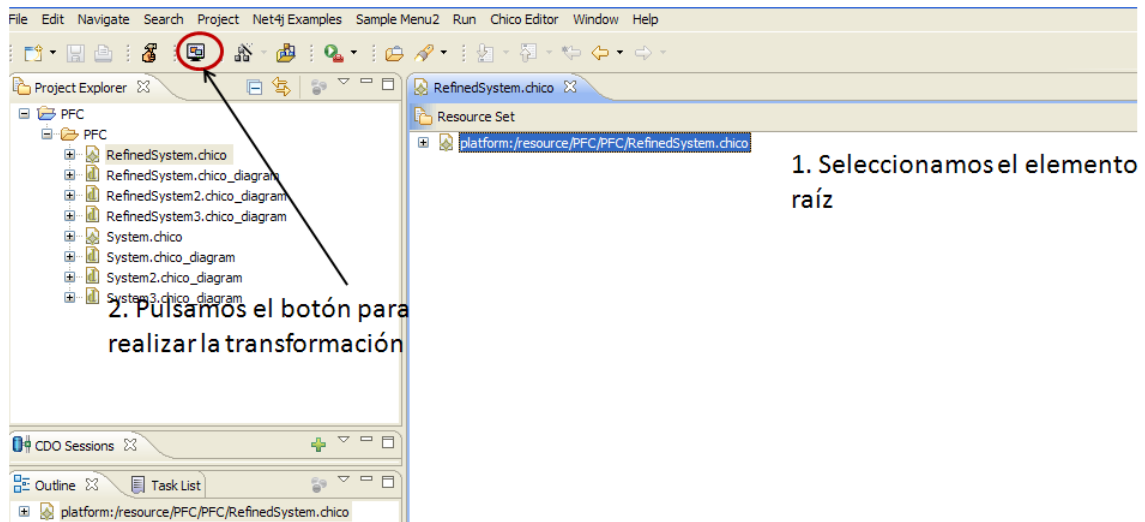 File Edit Navigate Search Project Net4j Examples Sample Menu2 Run Chico Editor Window Help
Project Explorer
PFC
PFC
RefinedSystem.chico
RefinedSystem.chico_diagram
RefinedSystem2.chico_diagram
RefinedSystem3.chico_diagram
System.chico
System.chico_diagram
System2.chico_diagram
System3.chico_diagram
2. Pulsamos el botón para
realizar la transformación
CDO Sessions
Outline Task List
platform:/resource/PFC/PFC/RefinedSystem.chico
RefinedSystem.chico
Resource Set
platform:/resource/PFC/PFC/RefinedSystem.chico
1. Seleccionamos el elemento
raíz